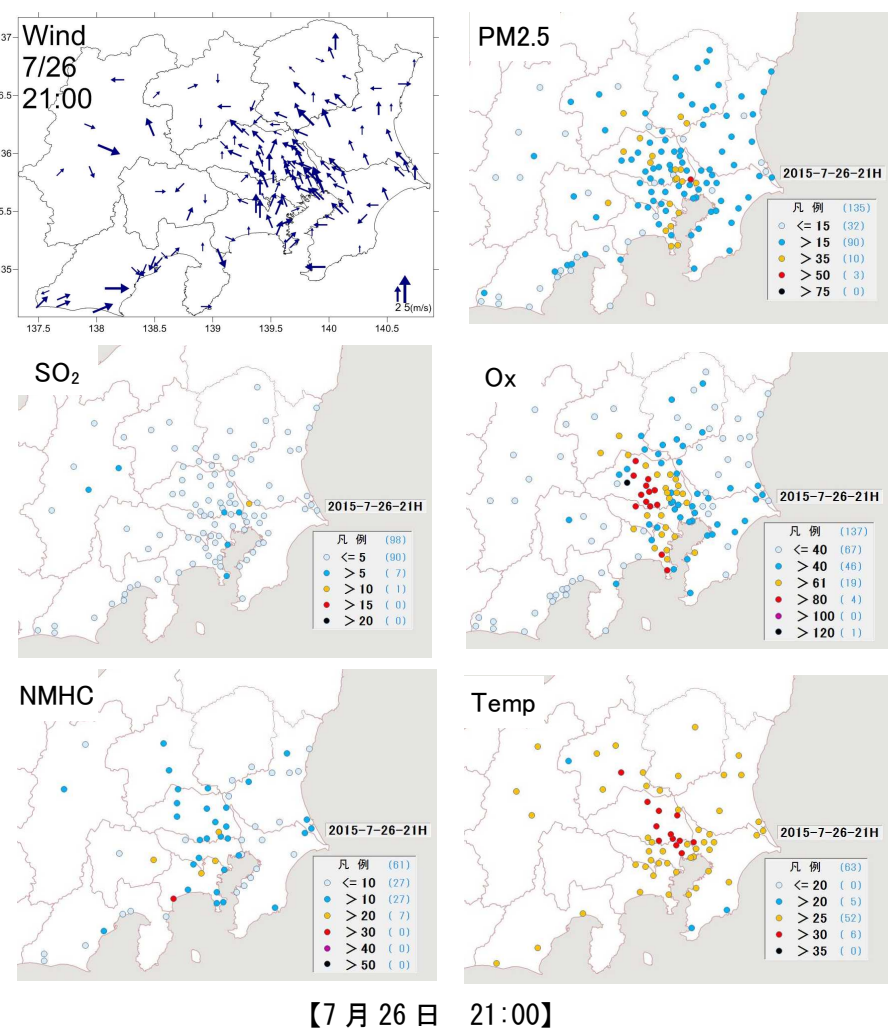 Wind
7/26
21:00
37
6.5
36
5.5
35
2 5(m/s)
137.5 138 138.5 139 139.5 140 140.5
PM2.5
2015-7-26-21H
凡 例 (135)
<= 15 (32)
> 15 (90)
> 35 (10)
> 50 ( 3)
> 75 ( 0)
SO₂
2015-7-26-21H
凡 例 (98)
<= 5 (90)
> 5 ( 7)
> 10 ( 1)
> 15 ( 0)
> 20 ( 0)
Ox
2015-7-26-21H
凡 例 (137)
<= 40 (67)
> 40 (46)
> 61 (19)
> 80 ( 4)
> 100 ( 0)
> 120 ( 1)
NMHC
2015-7-26-21H
凡 例 (61)
<= 10 (27)
> 10 (27)
> 20 ( 7)
> 30 ( 0)
> 40 ( 0)
> 50 ( 0)
Temp
2015-7-26-21H
凡 例 (63)
<= 20 ( 0)
> 20 ( 5)
> 25 (52)
> 30 ( 6)
> 35 ( 0)
【7 月 26 日 21:00】